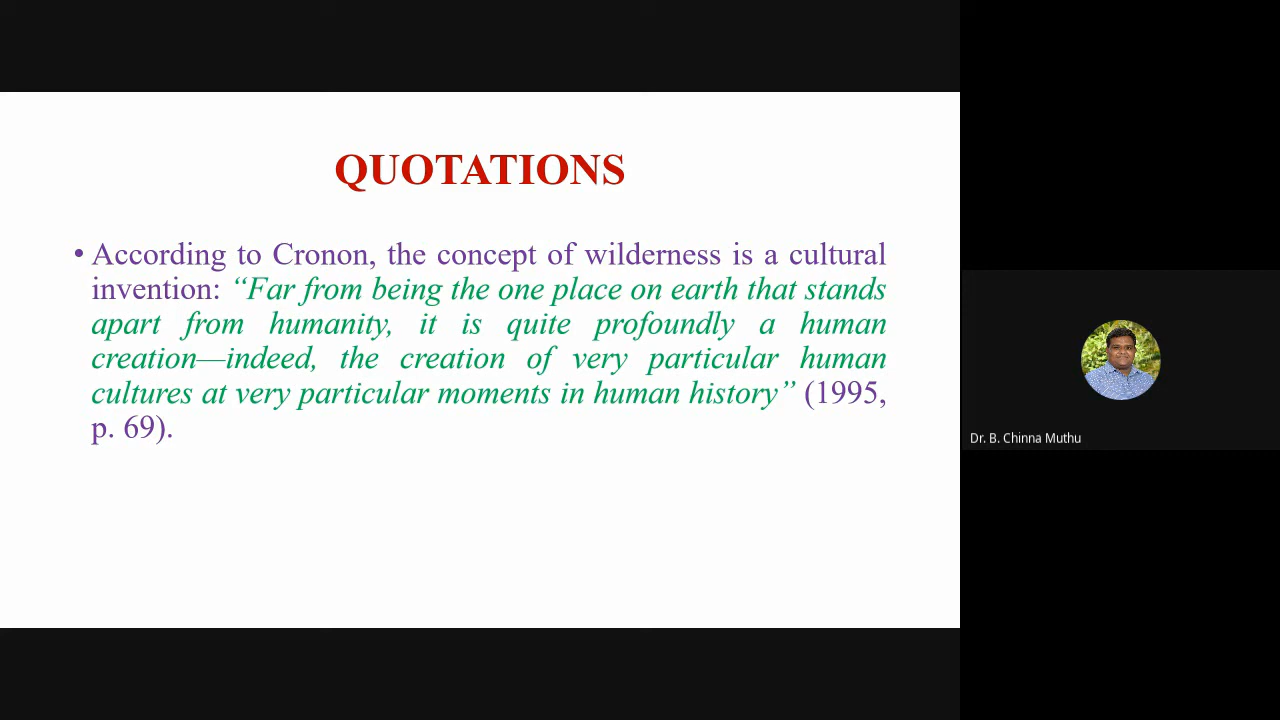 QUOTATIONS
• According to Cronon, the concept of wilderness is a cultural
invention: “Far from being the one place on earth that stands
apart from humanity, it is quite profoundly a human
creation—indeed, the creation of very particular human
cultures at very particular moments in human history” (1995,
p. 69).
Dr. B. Chinna Muthu